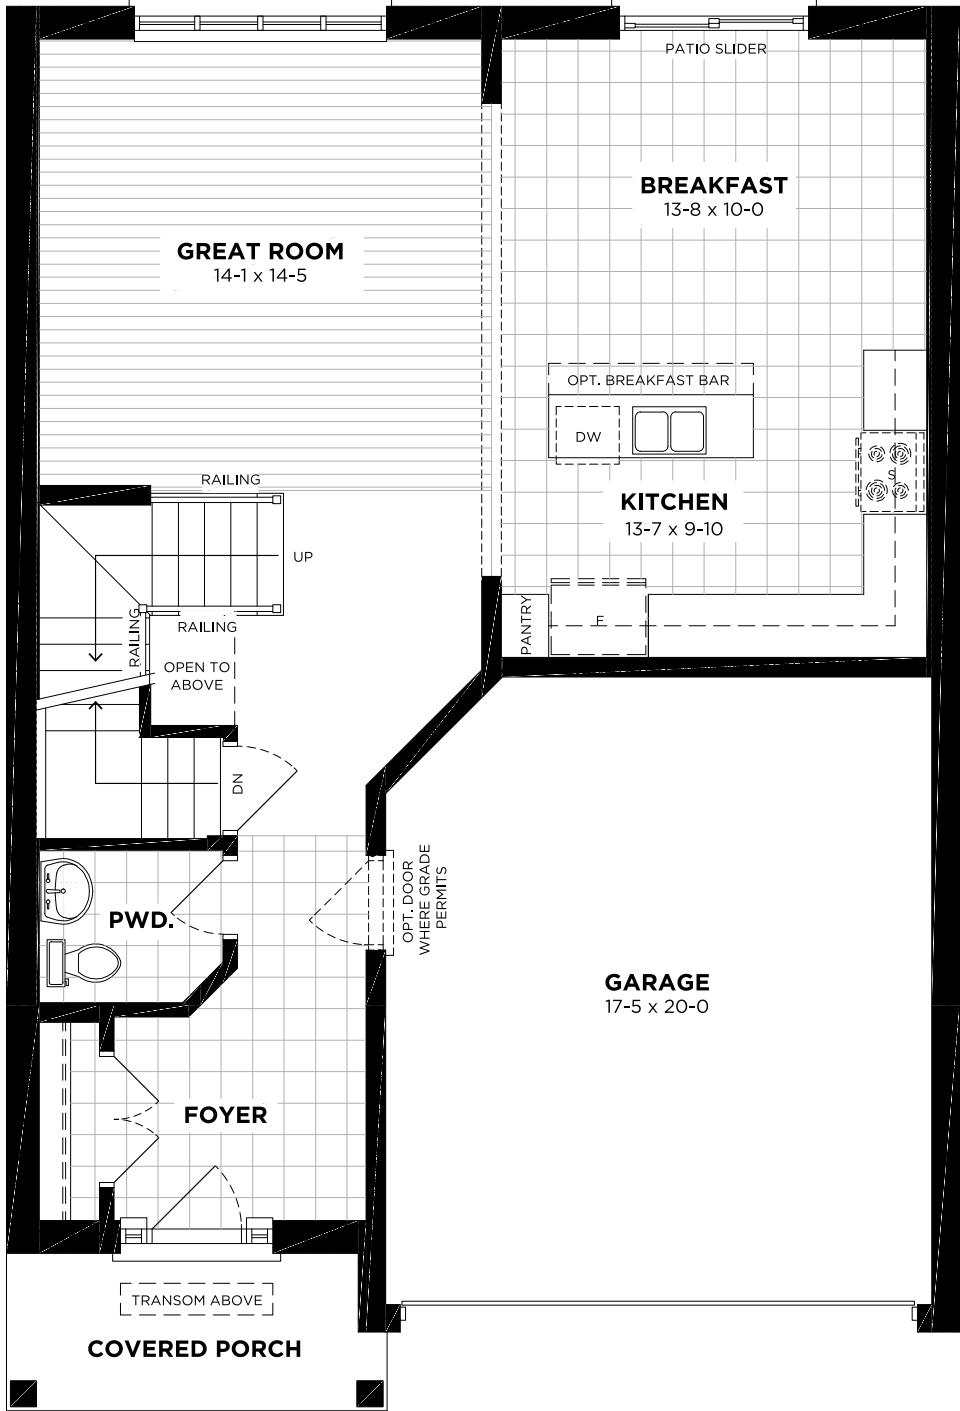 PATIO SLIDER
BREAKFAST
13-8 x 10-0
GREAT ROOM
14-1 x 14-5
OPT. BREAKFAST BAR
DW
S
RAILING
KITCHEN
13-7 x 9-10
UP
F
PANTRY
RAILING
RAILING
OPEN TO
ABOVE
DN
OPT. DOOR
WHERE GRADE
PERMITS
PWD.
GARAGE
17-5 x 20-0
FOYER
TRANSOM ABOVE
COVERED PORCH